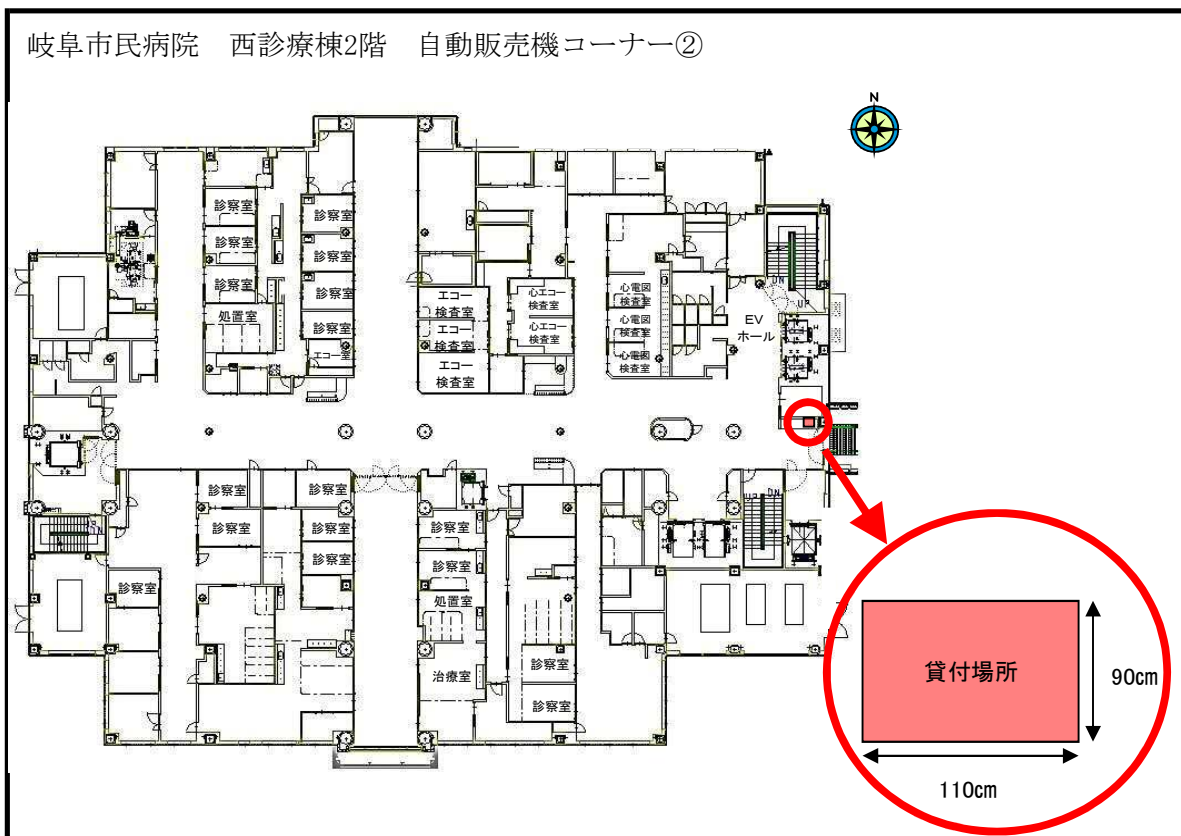 岐阜市民病院　西診療棟2階　自動販売機コーナー②
N
診察室
診察室
診察室
診察室
診察室
診察室
診察室
処置室
エコー室
エコー
検査室
エコー
検査室
エコー
検査室
心エコー
検査室
心エコー
検査室
心電図
検査室
心電図
検査室
心電図
検査室
EV
ホール
DN
UP
診察室
診察室
診察室
診察室
診察室
診察室
診察室
診察室
処置室
治療室
診察室
診察室
UP
DN
UP
DN
貸付場所
90cm
110cm